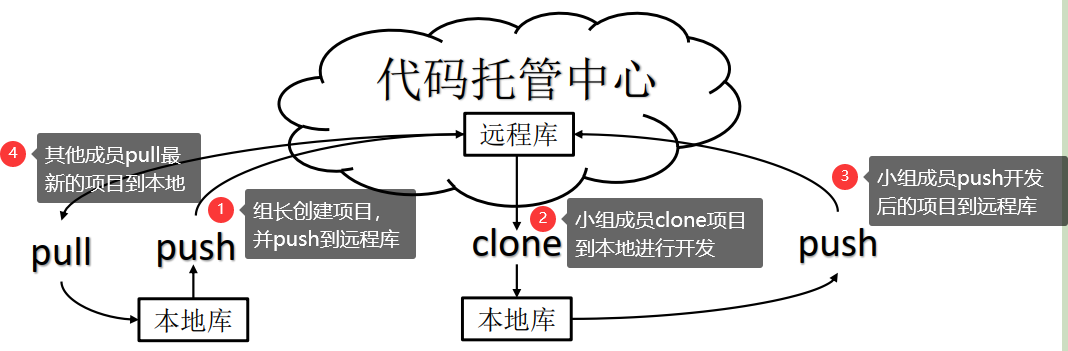 代码托管中心
远程库
4
其他成员pull最
新的项目到本地
pull
push
1
组长创建项目，
并push到远程库
2
小组成员clone项目
到本地进行开发
clone
3
小组成员push开发
后的项目到远程库
push
本地库
本地库